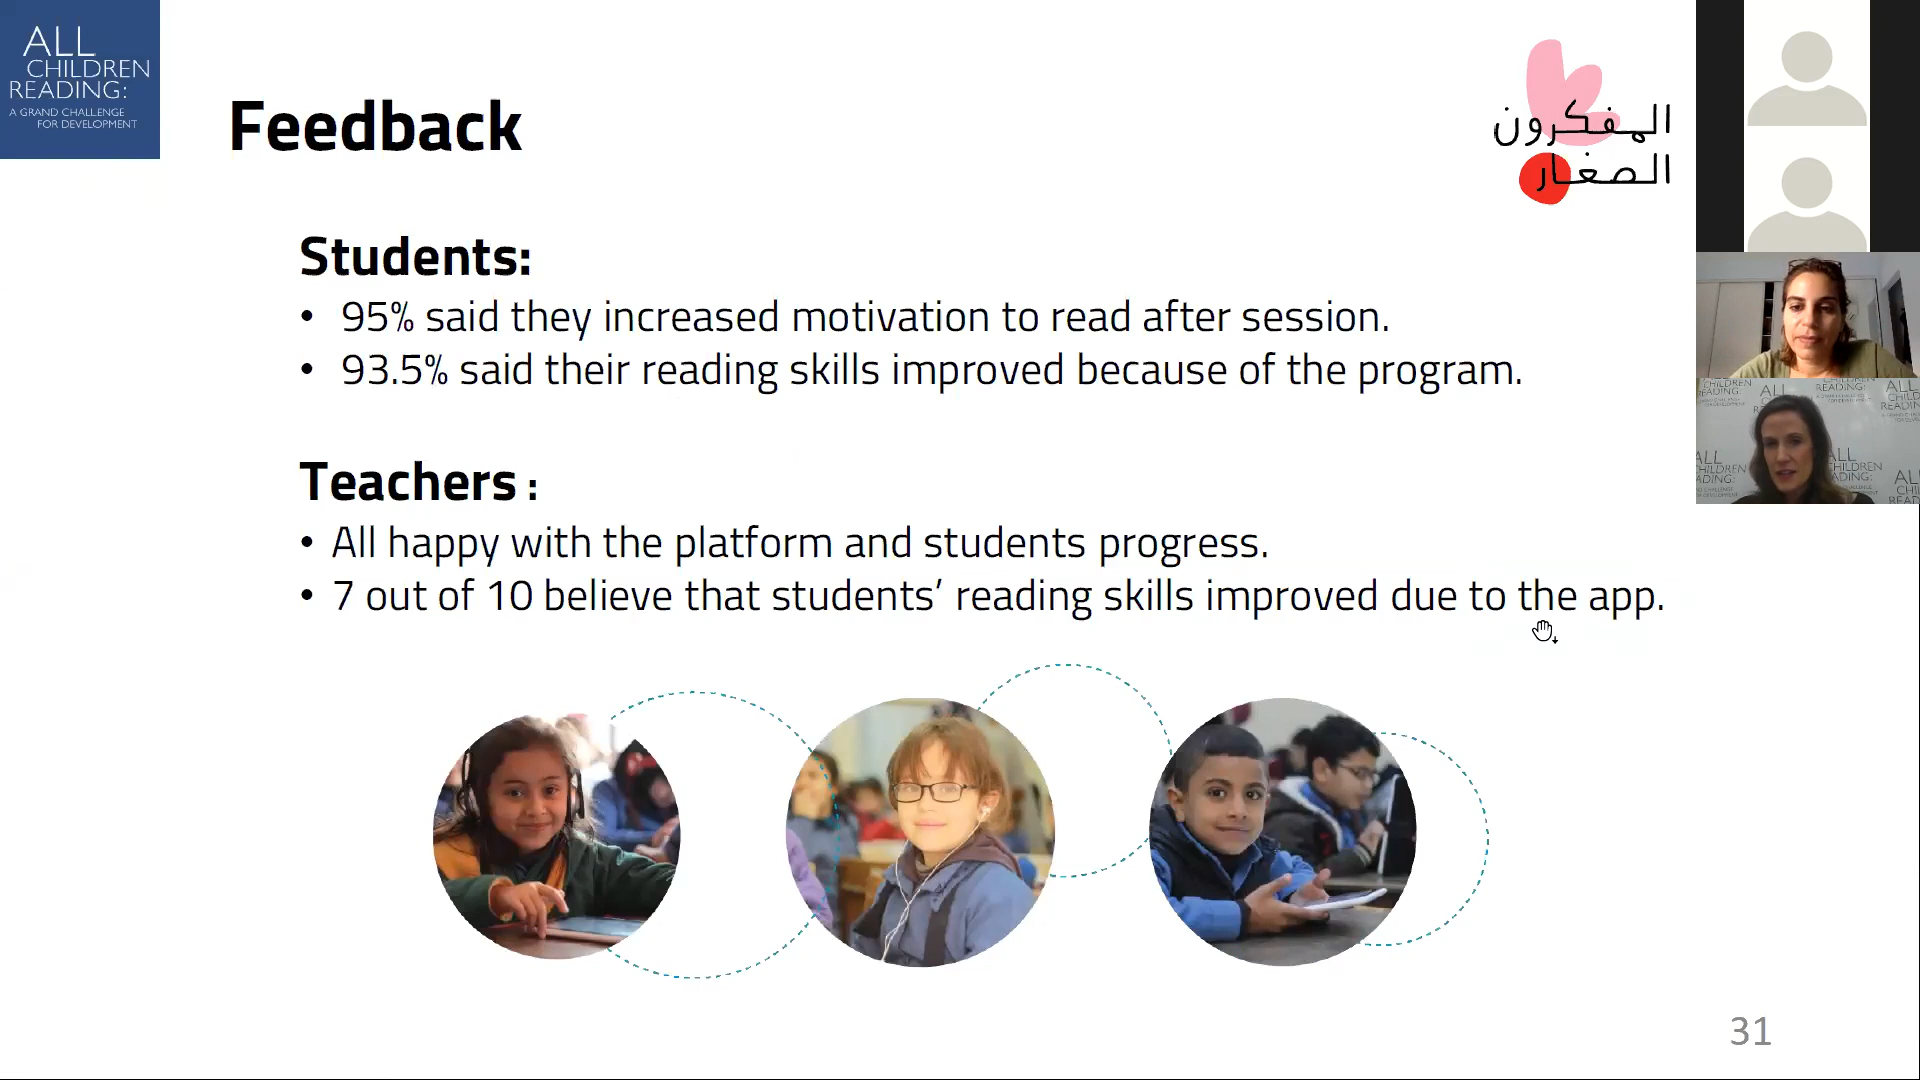 ALL
CHILDREN
READING:
A GRAND CHALLENGE
FOR DEVELOPMENT
Feedback
المفكرون
الصغار
Students:
• 95% said they increased motivation to read after session.
• 93.5% said their reading skills improved because of the program.
Teachers :
• All happy with the platform and students progress.
• 7 out of 10 believe that students’ reading skills improved due to the app.
31